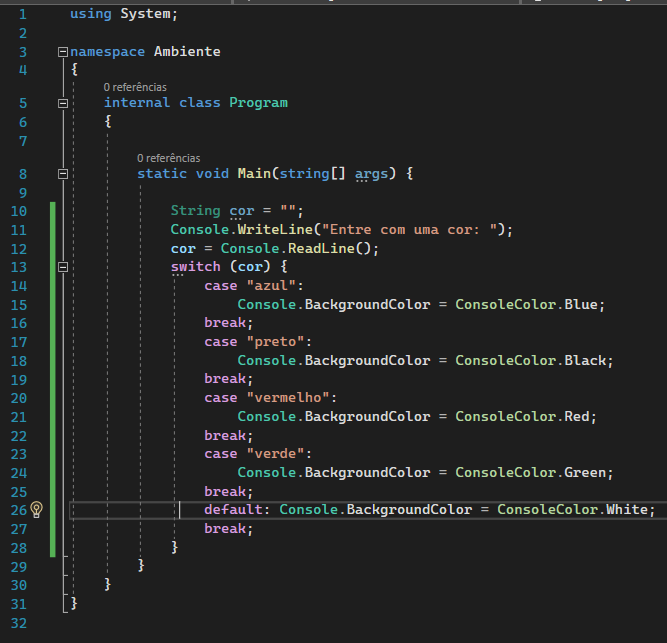 1 using System;
2
3 namespace Ambiente
4 {
0 referências
5 internal class Program
6 {
7
0 referências
8 static void Main(string[] args) {
9
10 String cor = "";
11 Console.WriteLine("Entre com uma cor: ");
12 cor = Console.ReadLine();
13 switch (cor) {
14 case "azul":
15 Console.BackgroundColor = ConsoleColor.Blue;
16 break;
17 case "preto":
18 Console.BackgroundColor = ConsoleColor.Black;
19 break;
20 case "vermelho":
21 Console.BackgroundColor = ConsoleColor.Red;
22 break;
23 case "verde":
24 Console.BackgroundColor = ConsoleColor.Green;
25 break;
26 default: Console.BackgroundColor = ConsoleColor.White;
27 break;
28 }
29 }
30 }
31 }
32